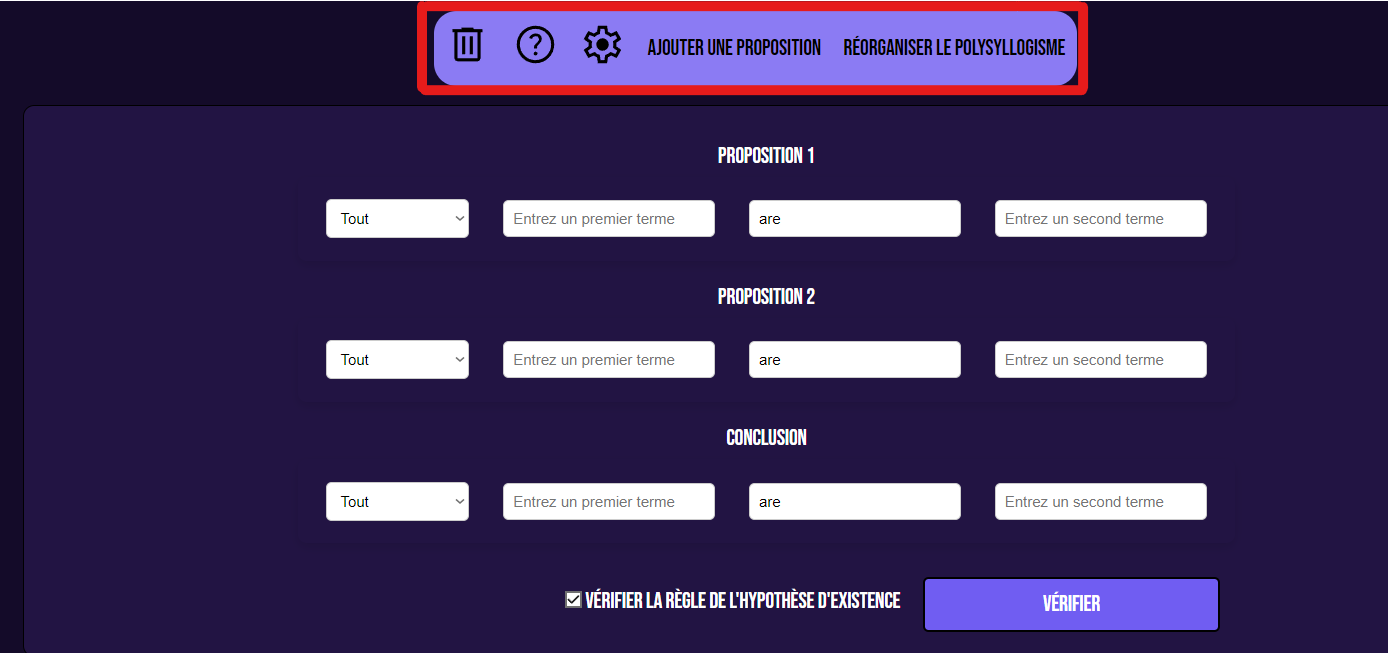 AJOUTER UNE PROPOSITION RÉORGANISER LE POLYSYLLOGISME
PROPOSITION 1
Tout Entrez un premier terme are Entrez un second terme
PROPOSITION 2
Tout Entrez un premier terme are Entrez un second terme
CONCLUSION
Tout Entrez un premier terme are Entrez un second terme
VÉRIFIER LA RÈGLE DE L'HYPOTHÈSE D'EXISTENCE VÉRIFIER